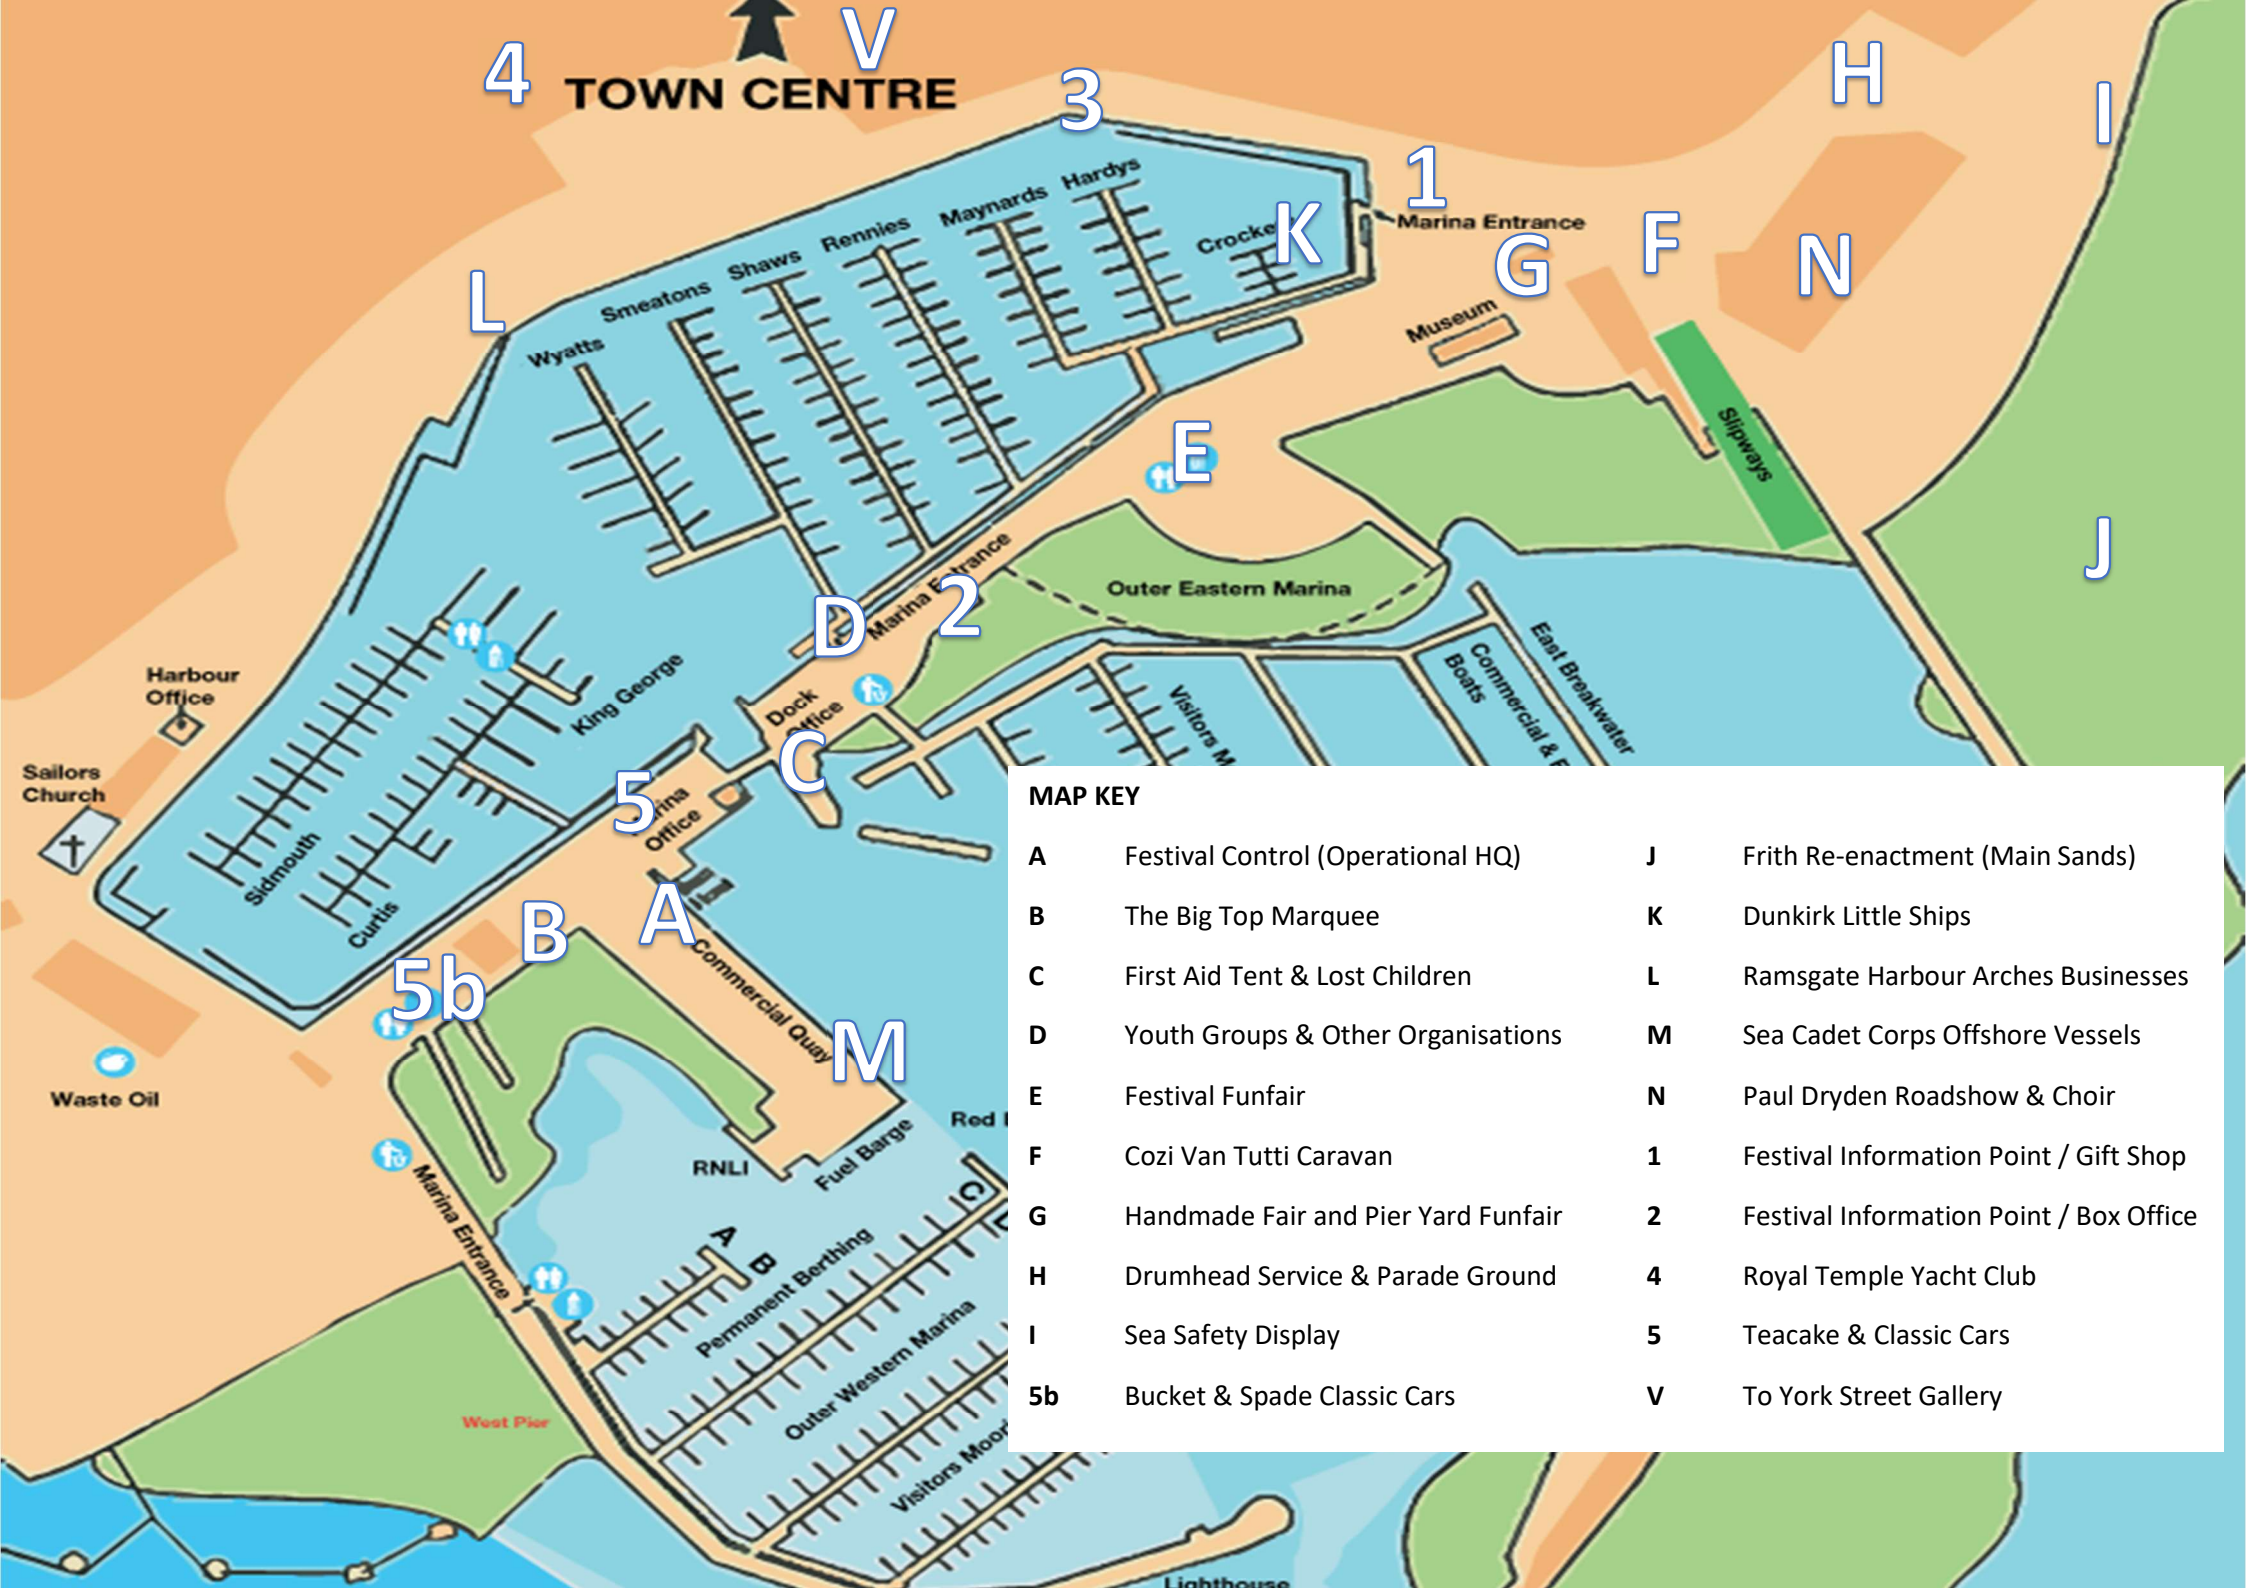 V
4
TOWN CENTRE
3
H
I
1
Marina Entrance
Hardys
Maynards
Rennies
Shaws
Smeatons
Wyatts
K
F
G
N
L
Museum
Slipways
E
J
Marina Entrance
2
D
Outer Eastern Marina
East Breakwater
Commercial &
Boats
Visitors
King George
Harbour
Office
Sailors
Church
Dock
C
5
Office
Sidmouth
Curtis
A
B
5b
Commercial Quay
M
Waste Oil
RNLI
Fuel Barge
Red
Marina Entrance
C
A
B
Permanent Berthing
Outer Western Marina
Visitors
West Pier
Lighthouse
MAP KEY
A Festival Control (Operational HQ)
B The Big Top Marquee
C First Aid Tent & Lost Children
D Youth Groups & Other Organisations
E Festival Funfair
F Cozi Van Tutti Caravan
G Handmade Fair and Pier Yard Funfair
H Drumhead Service & Parade Ground
I Sea Safety Display
5b Bucket & Spade Classic Cars
J Frith Re-enactment (Main Sands)
K Dunkirk Little Ships
L Ramsgate Harbour Arches Businesses
M Sea Cadet Corps Offshore Vessels
N Paul Dryden Roadshow & Choir
1 Festival Information Point / Gift Shop
2 Festival Information Point / Box Office
4 Royal Temple Yacht Club
5 Teacake & Classic Cars
V To York Street Gallery